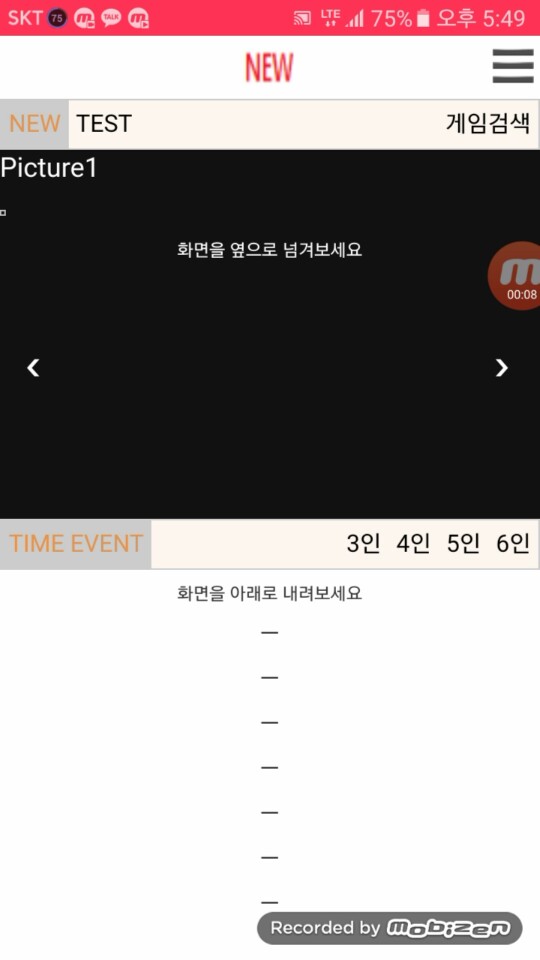 SKT 75 TALK LTE 75% 오후 5:49
NEW
NEW TEST 게임검색
Picture1
화면을 옆으로 넘겨보세요
00:08
TIME EVENT 3인 4인 5인 6인
화면을 아래로 내려보세요
Recorded by mobizen